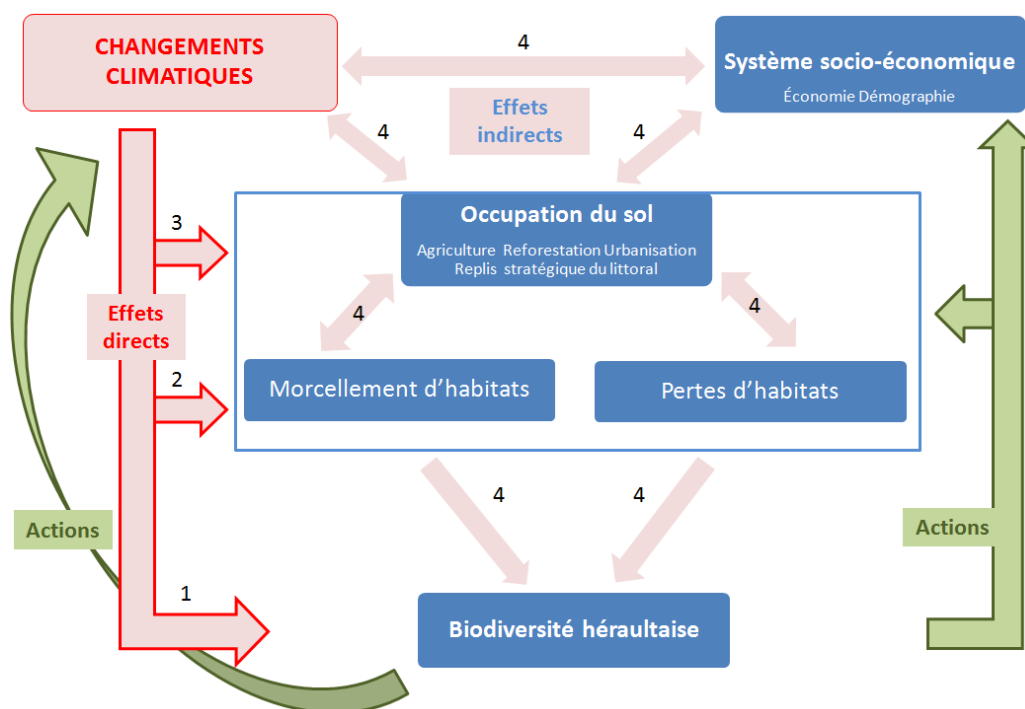 CHANGEMENTS
CLIMATIQUES
4
Système socio-économique
Économie Démographie
Effets
indirects
4
4
Occupation du sol
Agriculture Reforestation Urbanisation
Replis stratégique du littoral
3
Effets
directs
4
4
2
Morcellement d'habitats
Pertes d'habitats
4
4
Actions
Actions
1
Biodiversité héraultaise